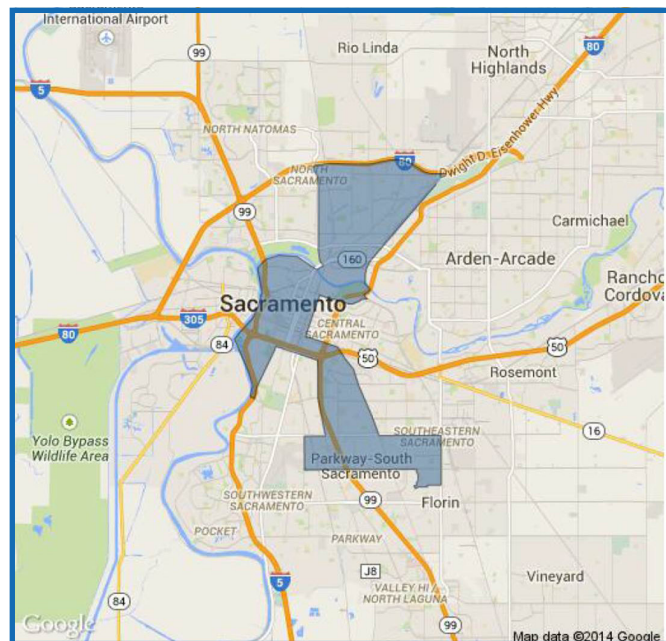 International Airport
99
Rio Linda
North
Highlands
80
5
Dwight D. Eisenhower Hwy
NORTH NATOMAS
NORTH
SACRAMENTO
80
99
Carmichael
160
Arden-Arcade
Rancho
Cordova
Sacramento
305
CENTRAL
SACRAMENTO
80
84
50
50
Rosemont
Yolo Bypass
Wildlife Area
SOUTHEASTERN
SACRAMENTO
16
Parkway-South
Sacramento
SOUTHWESTERN
SACRAMENTO
99
Florin
POCKET
PARKWAY
J8
5
Vineyard
84
VALLEY HI /
NORTH LAGUNA
99
Google
Map data ©2014 Google